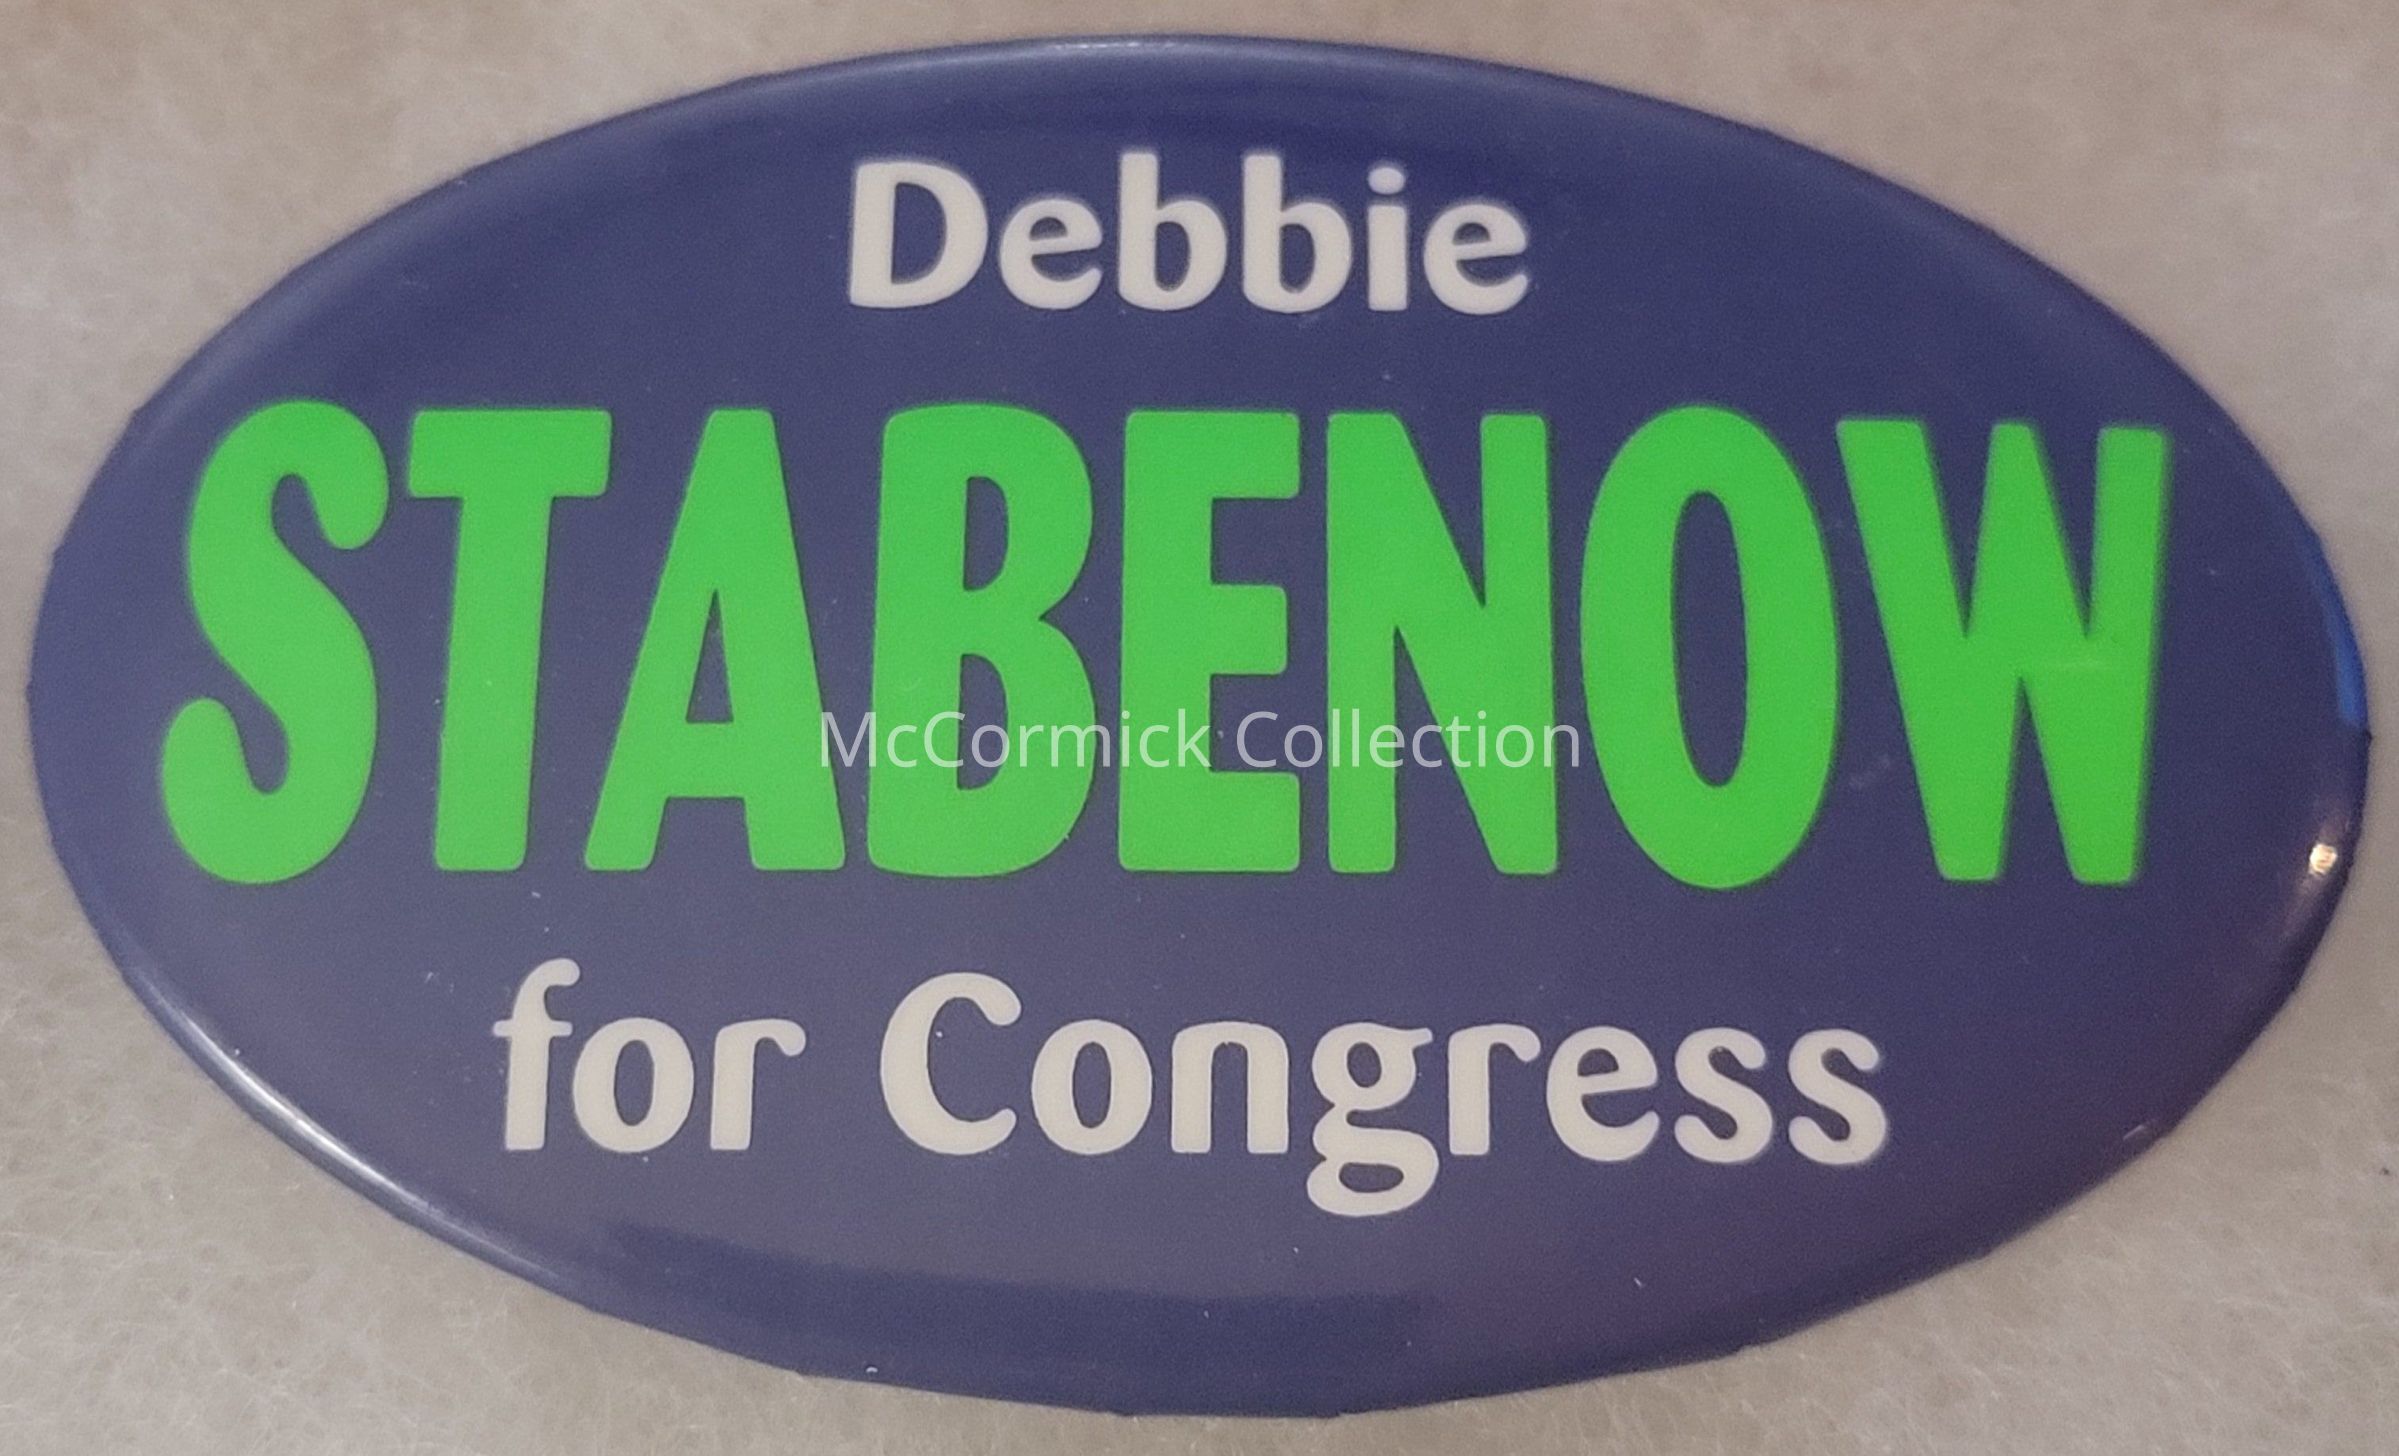 Debbie
STABENOW
McCormick Collection
for Congress